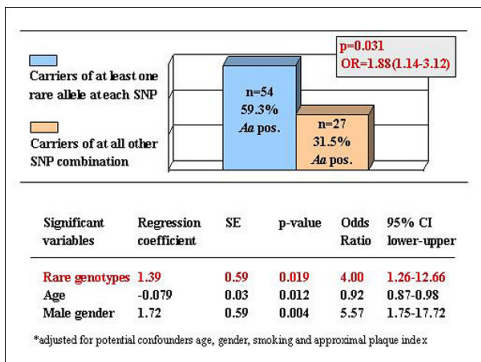 p=0.031
OR=1.88(1.14-3.12)
Carriers of at least one
rare allele at each SNP
n=54
59.3%
Aa pos.
Carriers of at all other
SNP combination
n=27
31.5%
Aa pos.
Significant variables Regression coefficient SE p-value Odds Ratio 95% CI lower-upper
Rare genotypes 1.39 0.59 0.019 4.00 1.26-12.66
Age -0.079 0.03 0.012 0.92 0.87-0.98
Male gender 1.72 0.59 0.004 5.57 1.75-17.72
*adjusted for potential confounders age, gender, smoking and approximal plaque index